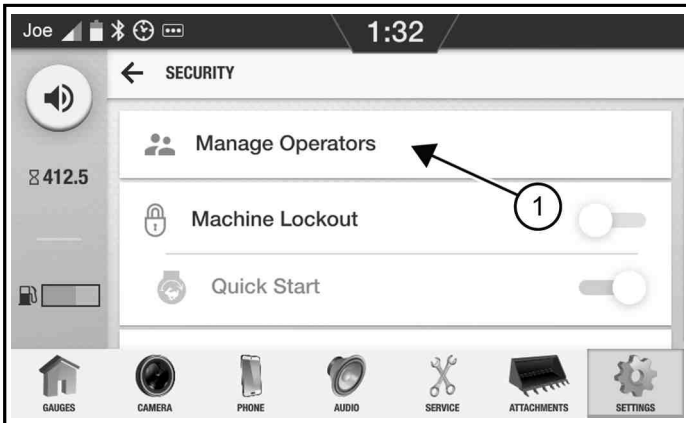 Joe 1:32
SECURITY
Manage Operators
412.5
1
Machine Lockout
Quick Start
GAUGES CAMERA PHONE AUDIO SERVICE ATTACHMENTS SETTINGS